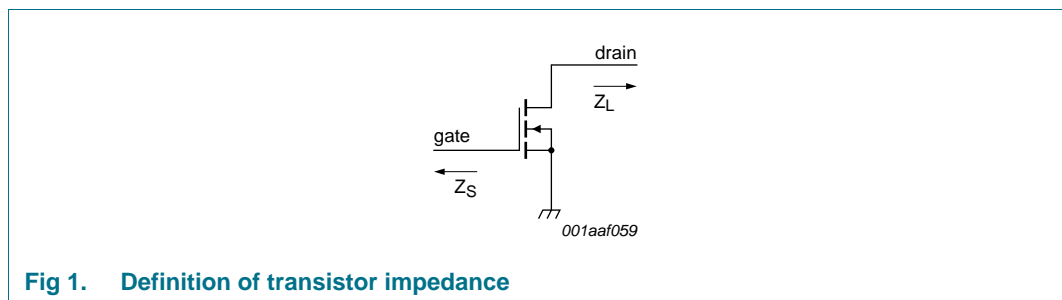 drain
Z_L
gate
Z_S
001aaf059
Fig 1. Definition of transistor impedance